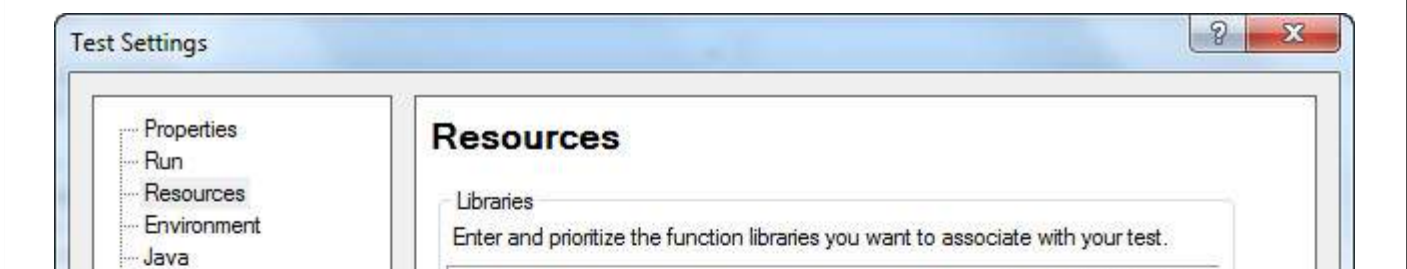 Test Settings
Properties
Run
Resources
Environment
Java
Resources
Libraries
Enter and prioritize the function libraries you want to associate with your test.